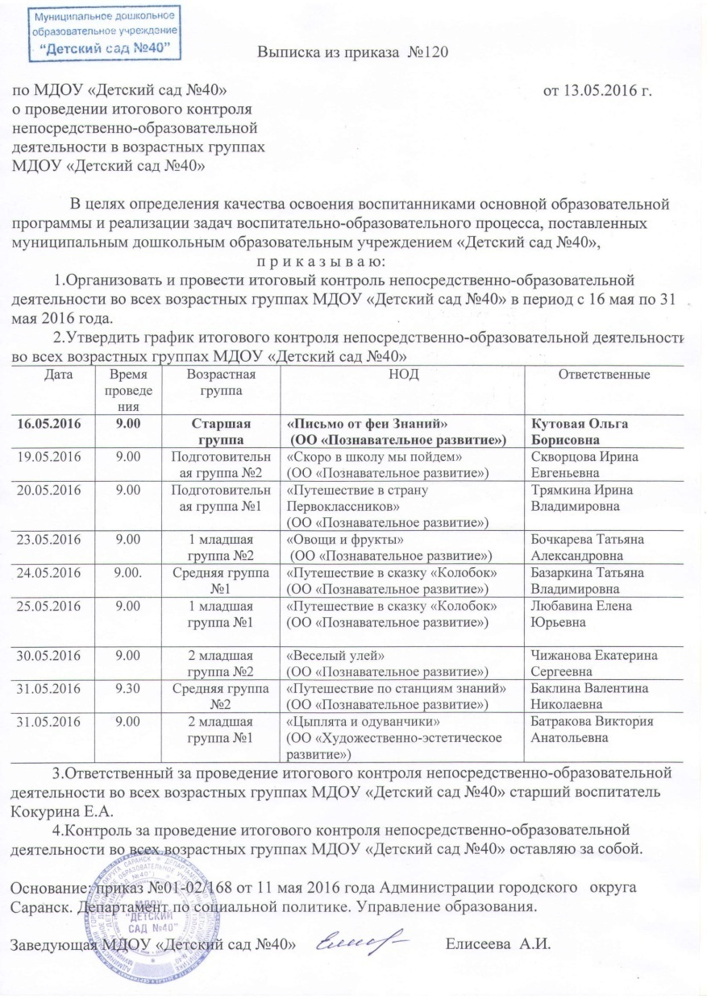 Муниципальное дошкольное
образовательное учреждение
"Детский сад №40"
Выписка из приказа №120
по МДОУ «Детский сад №40» от 13.05.2016 г.
о проведении итогового контроля
непосредственно-образовательной
деятельности в возрастных группах
МДОУ «Детский сад №40»
В целях определения качества освоения воспитанниками основной образовательной
программы и реализации задач воспитательно-образовательного процесса, поставленных
муниципальным дошкольным образовательным учреждением «Детский сад №40»,
п р и к а з ы в а ю:
1.Организовать и провести итоговый контроль непосредственно-образовательной
деятельности во всех возрастных группах МДОУ «Детский сад №40» в период с 16 мая по 31
мая 2016 года.
2.Утвердить график итогового контроля непосредственно-образовательной деятельности
во всех возрастных группах МДОУ «Детский сад №40»
Дата Время Возрастная НОД Ответственные
проведе группа
ния
16.05.2016 9.00 Старшая «Письмо от феи Знаний» Кутовая Ольга
группа (ОО «Познавательное развитие») Борисовна
19.05.2016 9.00 Подготовительн «Скоро в школу мы пойдем» Скворцова Ирина
ая группа №2 (ОО «Познавательное развитие») Евгеньевна
20.05.2016 9.00 Подготовительн «Путешествие в страну Трямкина Ирина
ая группа №1 Первоклассников» Владимировна
(ОО «Познавательное развитие»)
23.05.2016 9.00 1 младшая «Овощи и фрукты» Бочкарева Татьяна
группа №2 (ОО «Познавательное развитие») Александровна
24.05.2016 9.00. Средняя группа «Путешествие в сказку «Колобок» Базаркина Татьяна
№1 (ОО «Познавательное развитие») Владимировна
25.05.2016 9.00 1 младшая «Путешествие в сказку «Колобок» Любавина Елена
группа №1 (ОО «Познавательное развитие») Юрьевна
30.05.2016 9.00 2 младшая «Веселый улей» Чижанова Екатерина
группа №2 (ОО «Познавательное развитие») Сергеевна
31.05.2016 9.30 Средняя группа «Путешествие по станциям знаний» Баклина Валентина
№2 (ОО «Познавательное развитие») Николаевна
31.05.2016 9.00 2 младшая «Цыплята и одуванчики» Батракова Виктория
группа №1 (ОО «Художественно-эстетическое Анатольевна
развитие»)
3.Ответственный за проведение итогового контроля непосредственно-образовательной
деятельности во всех возрастных группах МДОУ «Детский сад №40» старший воспитатель
Кокурина Е.А.
4.Контроль за проведение итогового контроля непосредственно-образовательной
деятельности во всех возрастных группах МДОУ «Детский сад №40» оставляю за собой.
Основание: приказ №01-02/168 от 11 мая 2016 года Администрации городского округа
Саранск. Департамент по социальной политике. Управление образования.
МДОУ
"ДЕТСКИЙ
САД №40"
Заведующая МДОУ «Детский сад №40» Елисеева А.И.